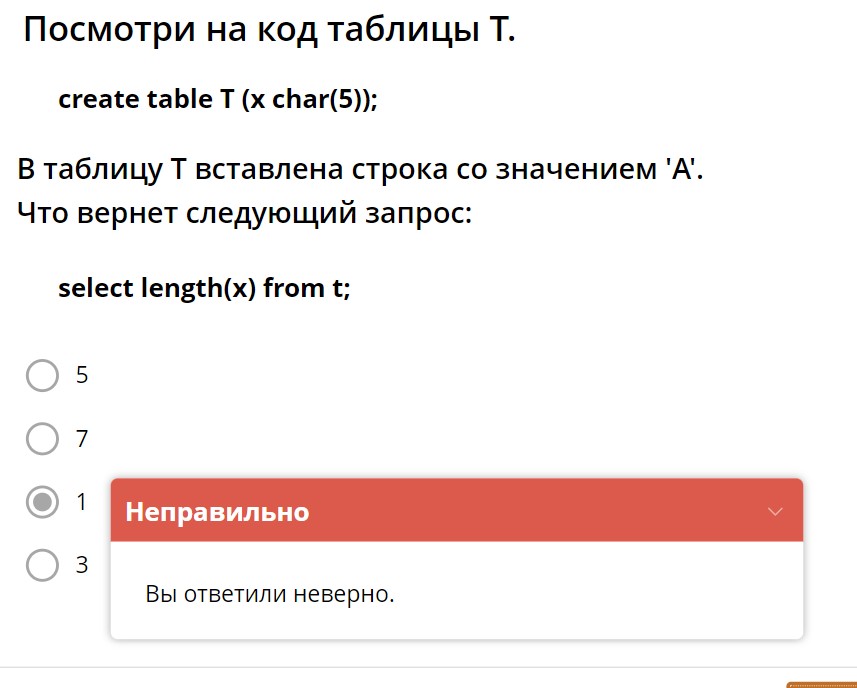 Посмотри на код таблицы Т.
create table T (x char(5));
В таблицу Т вставлена строка со значением 'A'.
Что вернет следующий запрос:
select length(x) from t;
5
7
1
Неправильно
3
Вы ответили неверно.